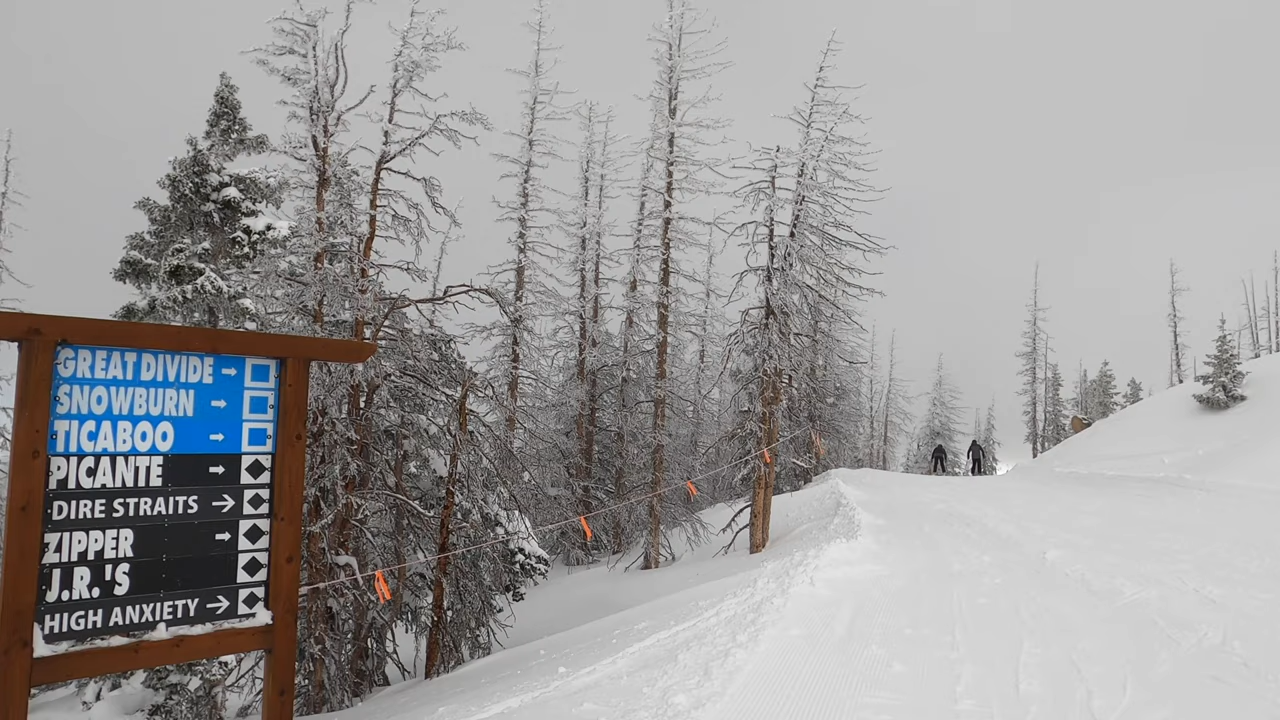 GREAT DIVIDE →
SNOWBURN →
TICABOO →
PICANTE →
DIRE STRAITS →
ZIPPER →
J.R.'S
HIGH ANXIETY →